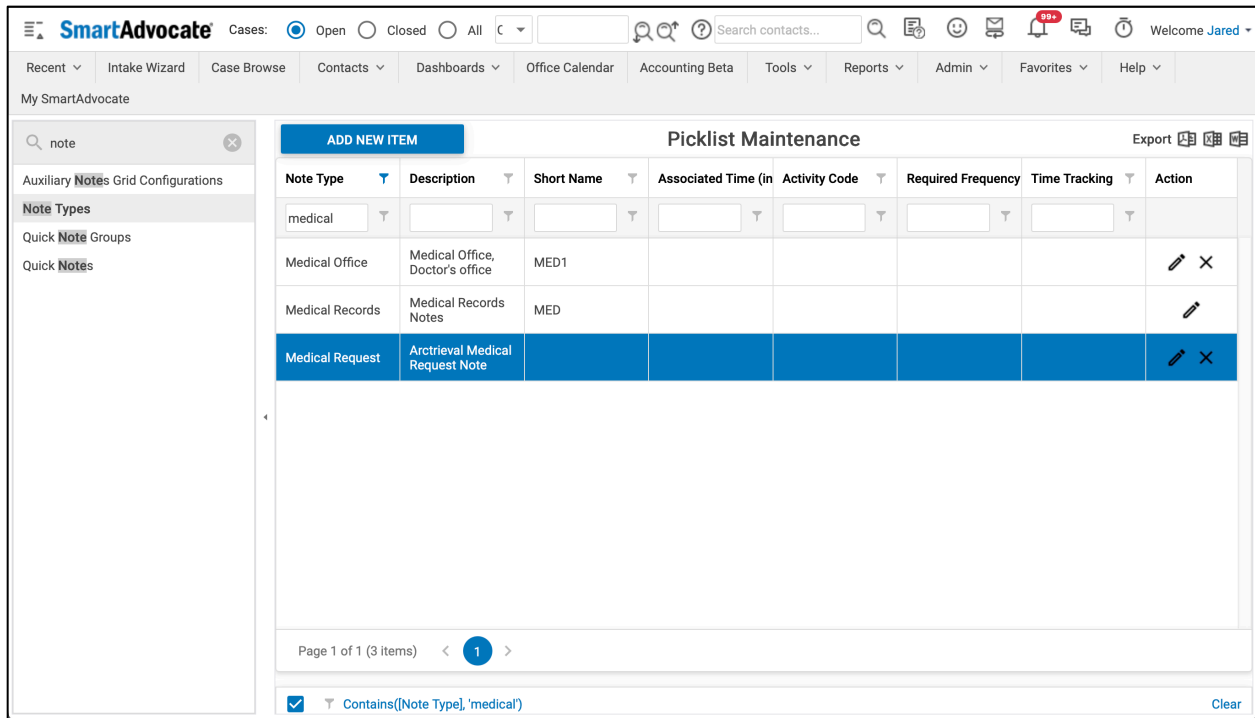 SmartAdvocate Cases: Open Closed All C Search contacts... 99+ Welcome Jared
Recent Intake Wizard Case Browse Contacts Dashboards Office Calendar Accounting Beta Tools Reports Admin Favorites Help
My SmartAdvocate
note
Auxiliary Notes Grid Configurations
Note Types
Quick Note Groups
Quick Notes
ADD NEW ITEM Picklist Maintenance Export
Note Type Description Short Name Associated Time (in Activity Code Required Frequency Time Tracking Action
medical
Medical Office Medical Office, MED1
Doctor's office
Medical Records Medical Records MED
Notes
Medical Request Arctrieval Medical
Request Note
Page 1 of 1 (3 items) < 1 >
Contains([Note Type], 'medical') Clear